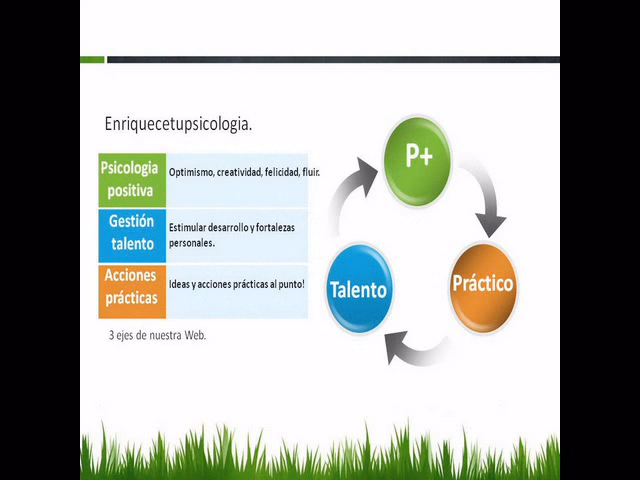 Enriquecetupsicologia.
Psicologia
positiva
Optimismo, creatividad, felicidad, fluir.
Gestión
talento
Estimular desarrollo y fortalezas
personales.
Acciones
prácticas
Ideas y acciones prácticas al punto!
3 ejes de nuestra Web.
P+
Talento
Práctico